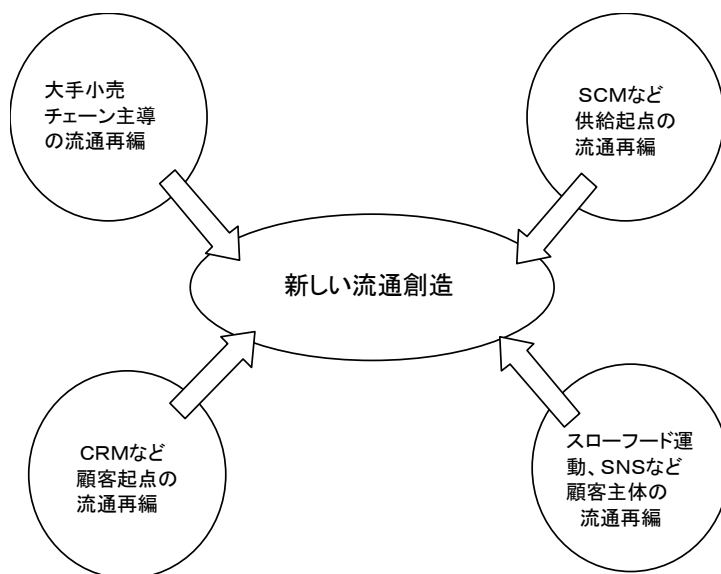 大手小売
チェーン主導
の流通再編
SCMなど
供給起点の
流通再編
新しい流通創造
CRMなど
顧客起点の
流通再編
スローフード運
動、SNSなど
顧客主体の
流通再編